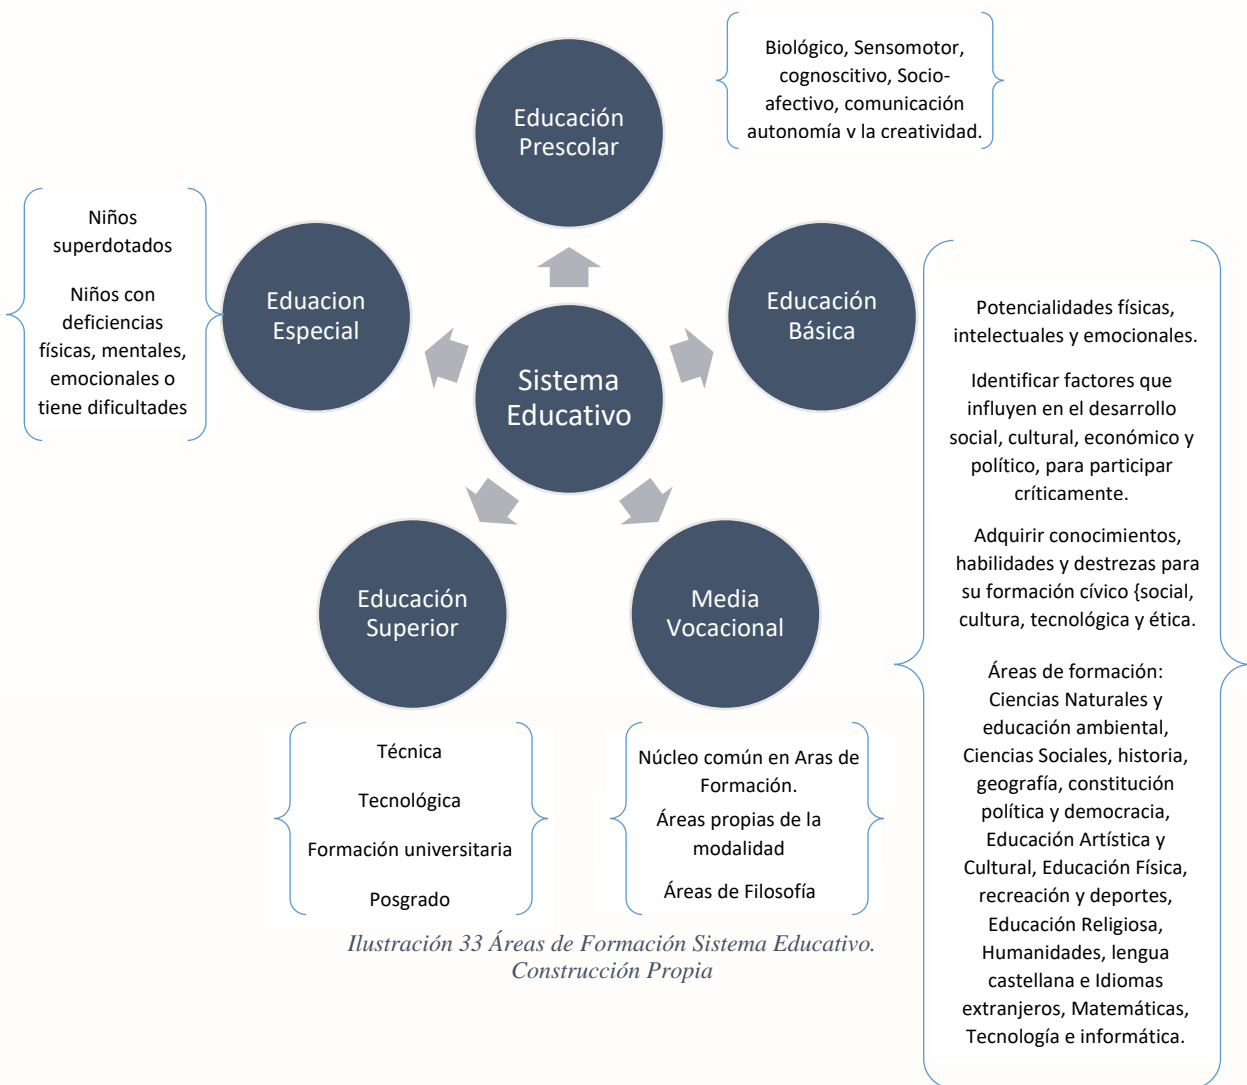 Biológico, Sensomotor,
cognoscitivo, Socio-
afectivo, comunicación
autonomía y la creatividad.
Educación
Prescolar
Niños
superdotados
Niños con
deficiencias
físicas, mentales,
emocionales o
tiene dificultades
Eduacion
Especial
Educación
Básica
Sistema
Educativo
Potencialidades físicas,
intelectuales y emocionales.
Identificar factores que
influyen en el desarrollo
social, cultural, económico y
político, para participar
críticamente.
Adquirir conocimientos,
habilidades y destrezas para
su formación cívico {social,
cultura, tecnológica y ética.
Áreas de formación:
Ciencias Naturales y
educación ambiental,
Ciencias Sociales, historia,
geografía, constitución
política y democracia,
Educación Artística y
Cultural, Educación Física,
recreación y deportes,
Educación Religiosa,
Humanidades, lengua
castellana e Idiomas
extranjeros, Matemáticas,
Tecnología e informática.
Educación
Superior
Media
Vocacional
Técnica
Tecnológica
Formación universitaria
Posgrado
Núcleo común en Aras de
Formación.
Áreas propias de la
modalidad
Áreas de Filosofía
Ilustración 33 Áreas de Formación Sistema Educativo.
Construcción Propia